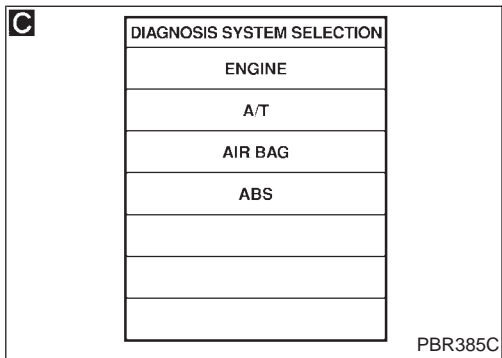 C
DIAGNOSIS SYSTEM SELECTION
ENGINE
A/T
AIR BAG
ABS
PBR385C